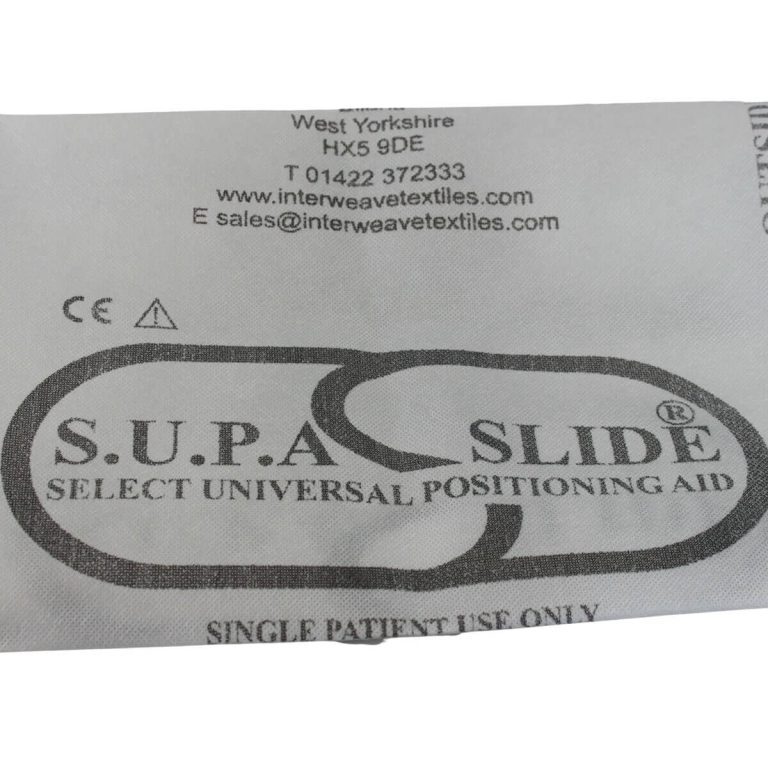 West Yorkshire
HX5 9DE
T 01422 372333
www.interweavetextiles.com
E sales@interweavetextiles.com
CE
S.U.P.A SLIDE®
SELECT UNIVERSAL POSITIONING AID
SINGLE PATIENT USE ONLY